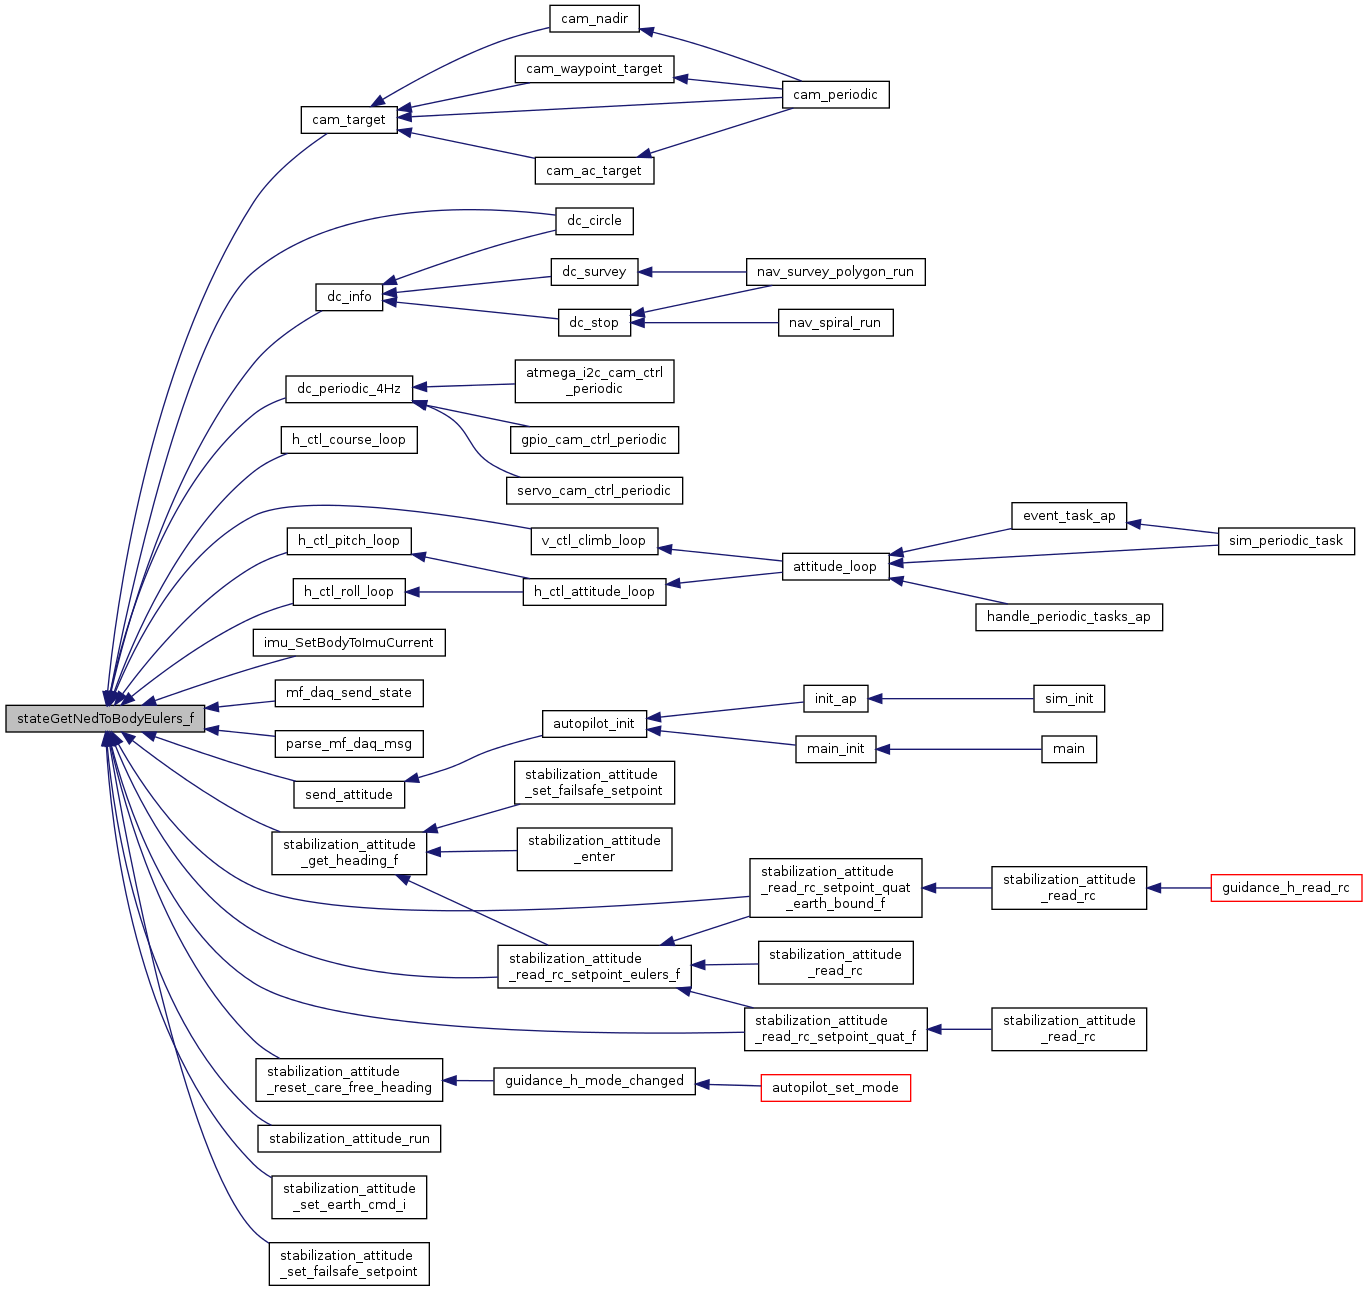 cam_nadir
cam_waypoint_target
cam_periodic
cam_target
cam_ac_target
dc_circle
dc_survey
nav_survey_polygon_run
dc_info
dc_stop
nav_spiral_run
atmega_i2c_cam_ctrl
_periodic
dc_periodic_4Hz
h_ctl_course_loop
gpio_cam_ctrl_periodic
servo_cam_ctrl_periodic
event_task_ap
h_ctl_pitch_loop
v_ctl_climb_loop
sim_periodic_task
attitude_loop
h_ctl_roll_loop
h_ctl_attitude_loop
handle_periodic_tasks_ap
imu_SetBodyToImuCurrent
mf_daq_send_state
init_ap
sim_init
stateGetNedToBodyEulers_f
autopilot_init
parse_mf_daq_msg
main_init
main
send_attitude
stabilization_attitude
_set_failsafe_setpoint
stabilization_attitude
_get_heading_f
stabilization_attitude
_enter
stabilization_attitude
_read_rc_setpoint_quat
_earth_bound_f
stabilization_attitude
_read_rc
guidance_h_read_rc
stabilization_attitude
_read_rc_setpoint_eulers_f
stabilization_attitude
_read_rc
stabilization_attitude
_read_rc_setpoint_quat_f
stabilization_attitude
_read_rc
stabilization_attitude
_reset_care_free_heading
guidance_h_mode_changed
autopilot_set_mode
stabilization_attitude_run
stabilization_attitude
_set_earth_cmd_i
stabilization_attitude
_set_failsafe_setpoint